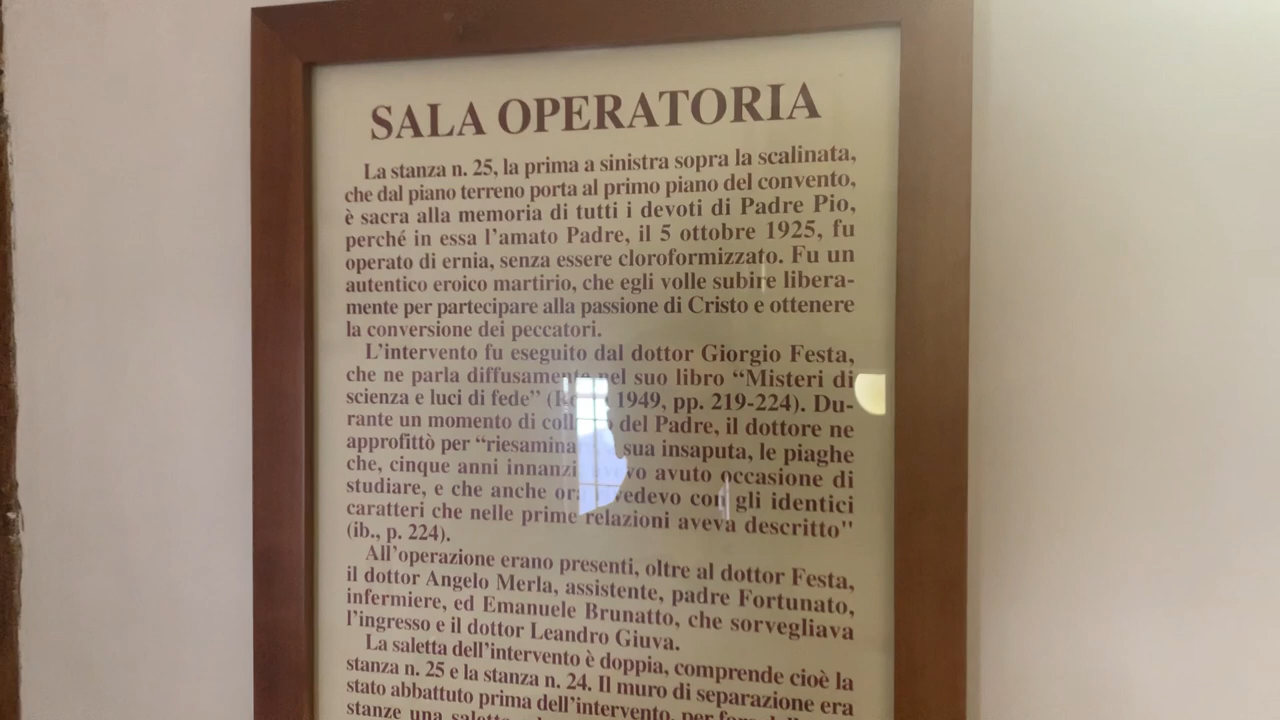 SALA OPERATORIA
La stanza n. 25, la prima a sinistra sopra la scalinata,
che dal piano terreno porta al primo piano del convento,
è sacra alla memoria di tutti i devoti di Padre Pio,
perché in essa l'amato Padre, il 5 ottobre 1925, fu
operato di ernia, senza essere cloroformizzato. Fu un
autentico eroico martirio, che egli volle subire libera-
mente per partecipare alla passione di Cristo e ottenere
la conversione dei peccatori.
L'intervento fu eseguito dal dottor Giorgio Festa,
che ne parla diffusamente nel suo libro “Misteri di
scienza e luci di fede” ( 1949, pp. 219-224). Du-
rante un momento di del Padre, il dottore ne
approfittò per sua insaputa, le piaghe
che, cinque anni innanzi, avevo avuto occasione di
studiare, e che anche ora vedevo con gli identici
caratteri che nelle prime relazioni aveva descritto"
(ib., p. 224).
All'operazione erano presenti, oltre al dottor Festa,
il dottor Angelo Merla, assistente, padre Fortunato,
infermiere, ed Emanuele Brunatto, che sorvegliava
l'ingresso e il dottor Leandro Giuva.
La saletta dell'intervento è doppia, comprende cioè la
stanza n. 25 e la stanza n. 24. Il muro di separazione era
stato abbattuto prima dell'intervento, per
stanze una